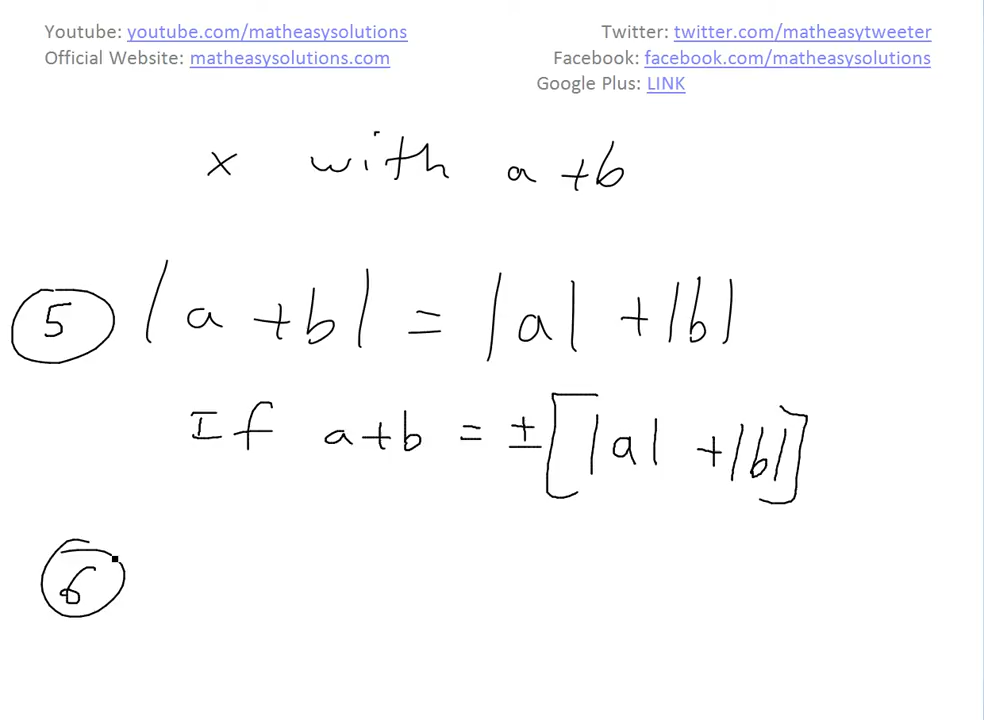 Youtube: youtube.com/matheasysolutions
Twitter: twitter.com/matheasytweeter
Official Website: matheasysolutions.com
Facebook: facebook.com/matheasysolutions
Google Plus: LINK
x with a+b
5 |a+b| = |a| + |b|
If a+b = ±[|a| + |b|]
6